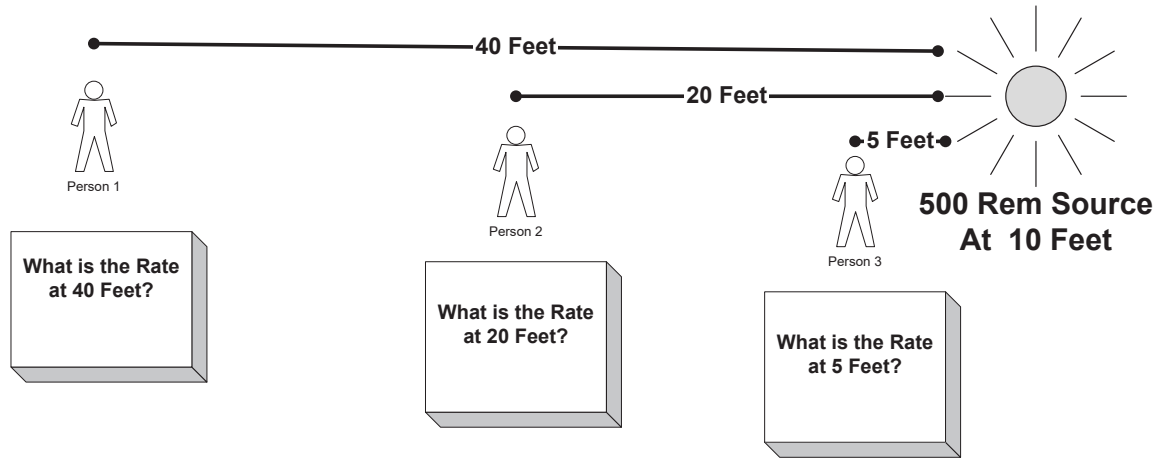 40 Feet
20 Feet
5 Feet
Person 1
Person 2
Person 3
500 Rem Source
At 10 Feet
What is the Rate
at 40 Feet?
What is the Rate
at 20 Feet?
What is the Rate
at 5 Feet?